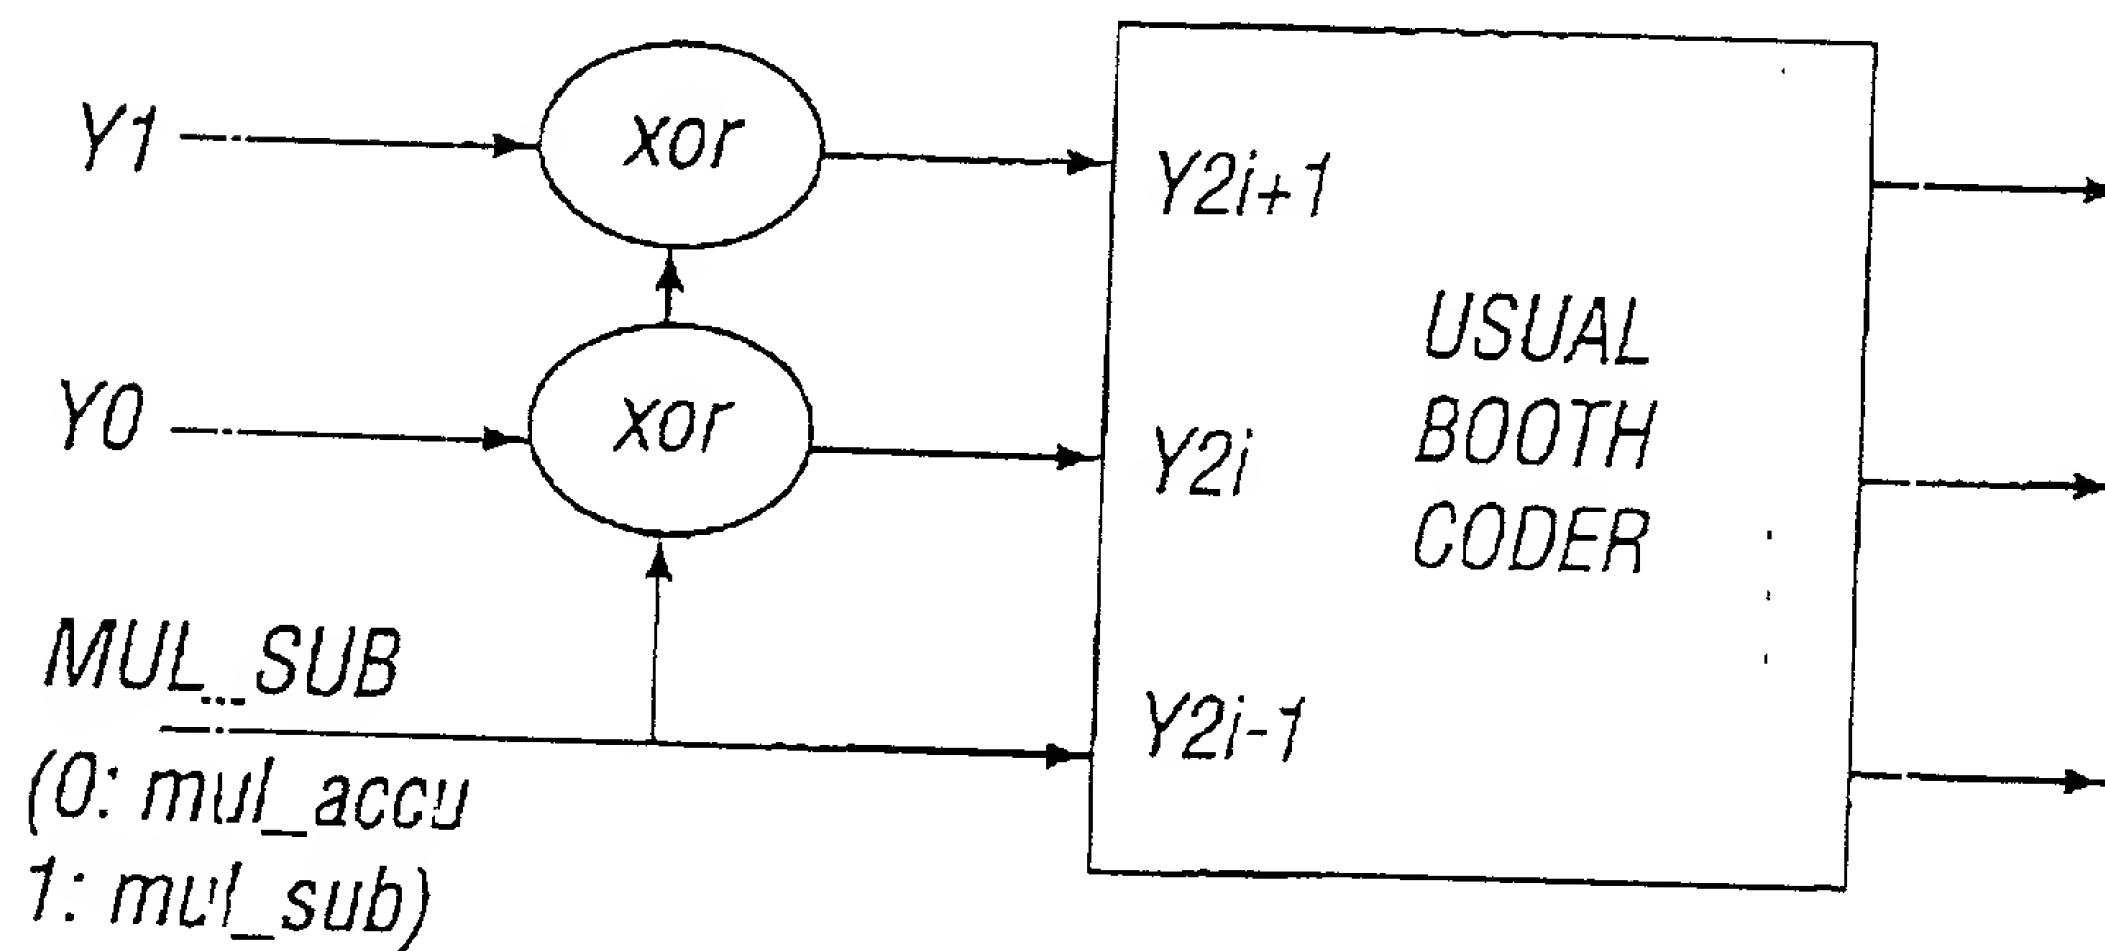 Y1
xor
Y2i+1
Y0
xor
Y2i
USUAL
BOOTH
CODER
MUL_SUB
(0: mul_accu
1: mul_sub)
Y2i-1